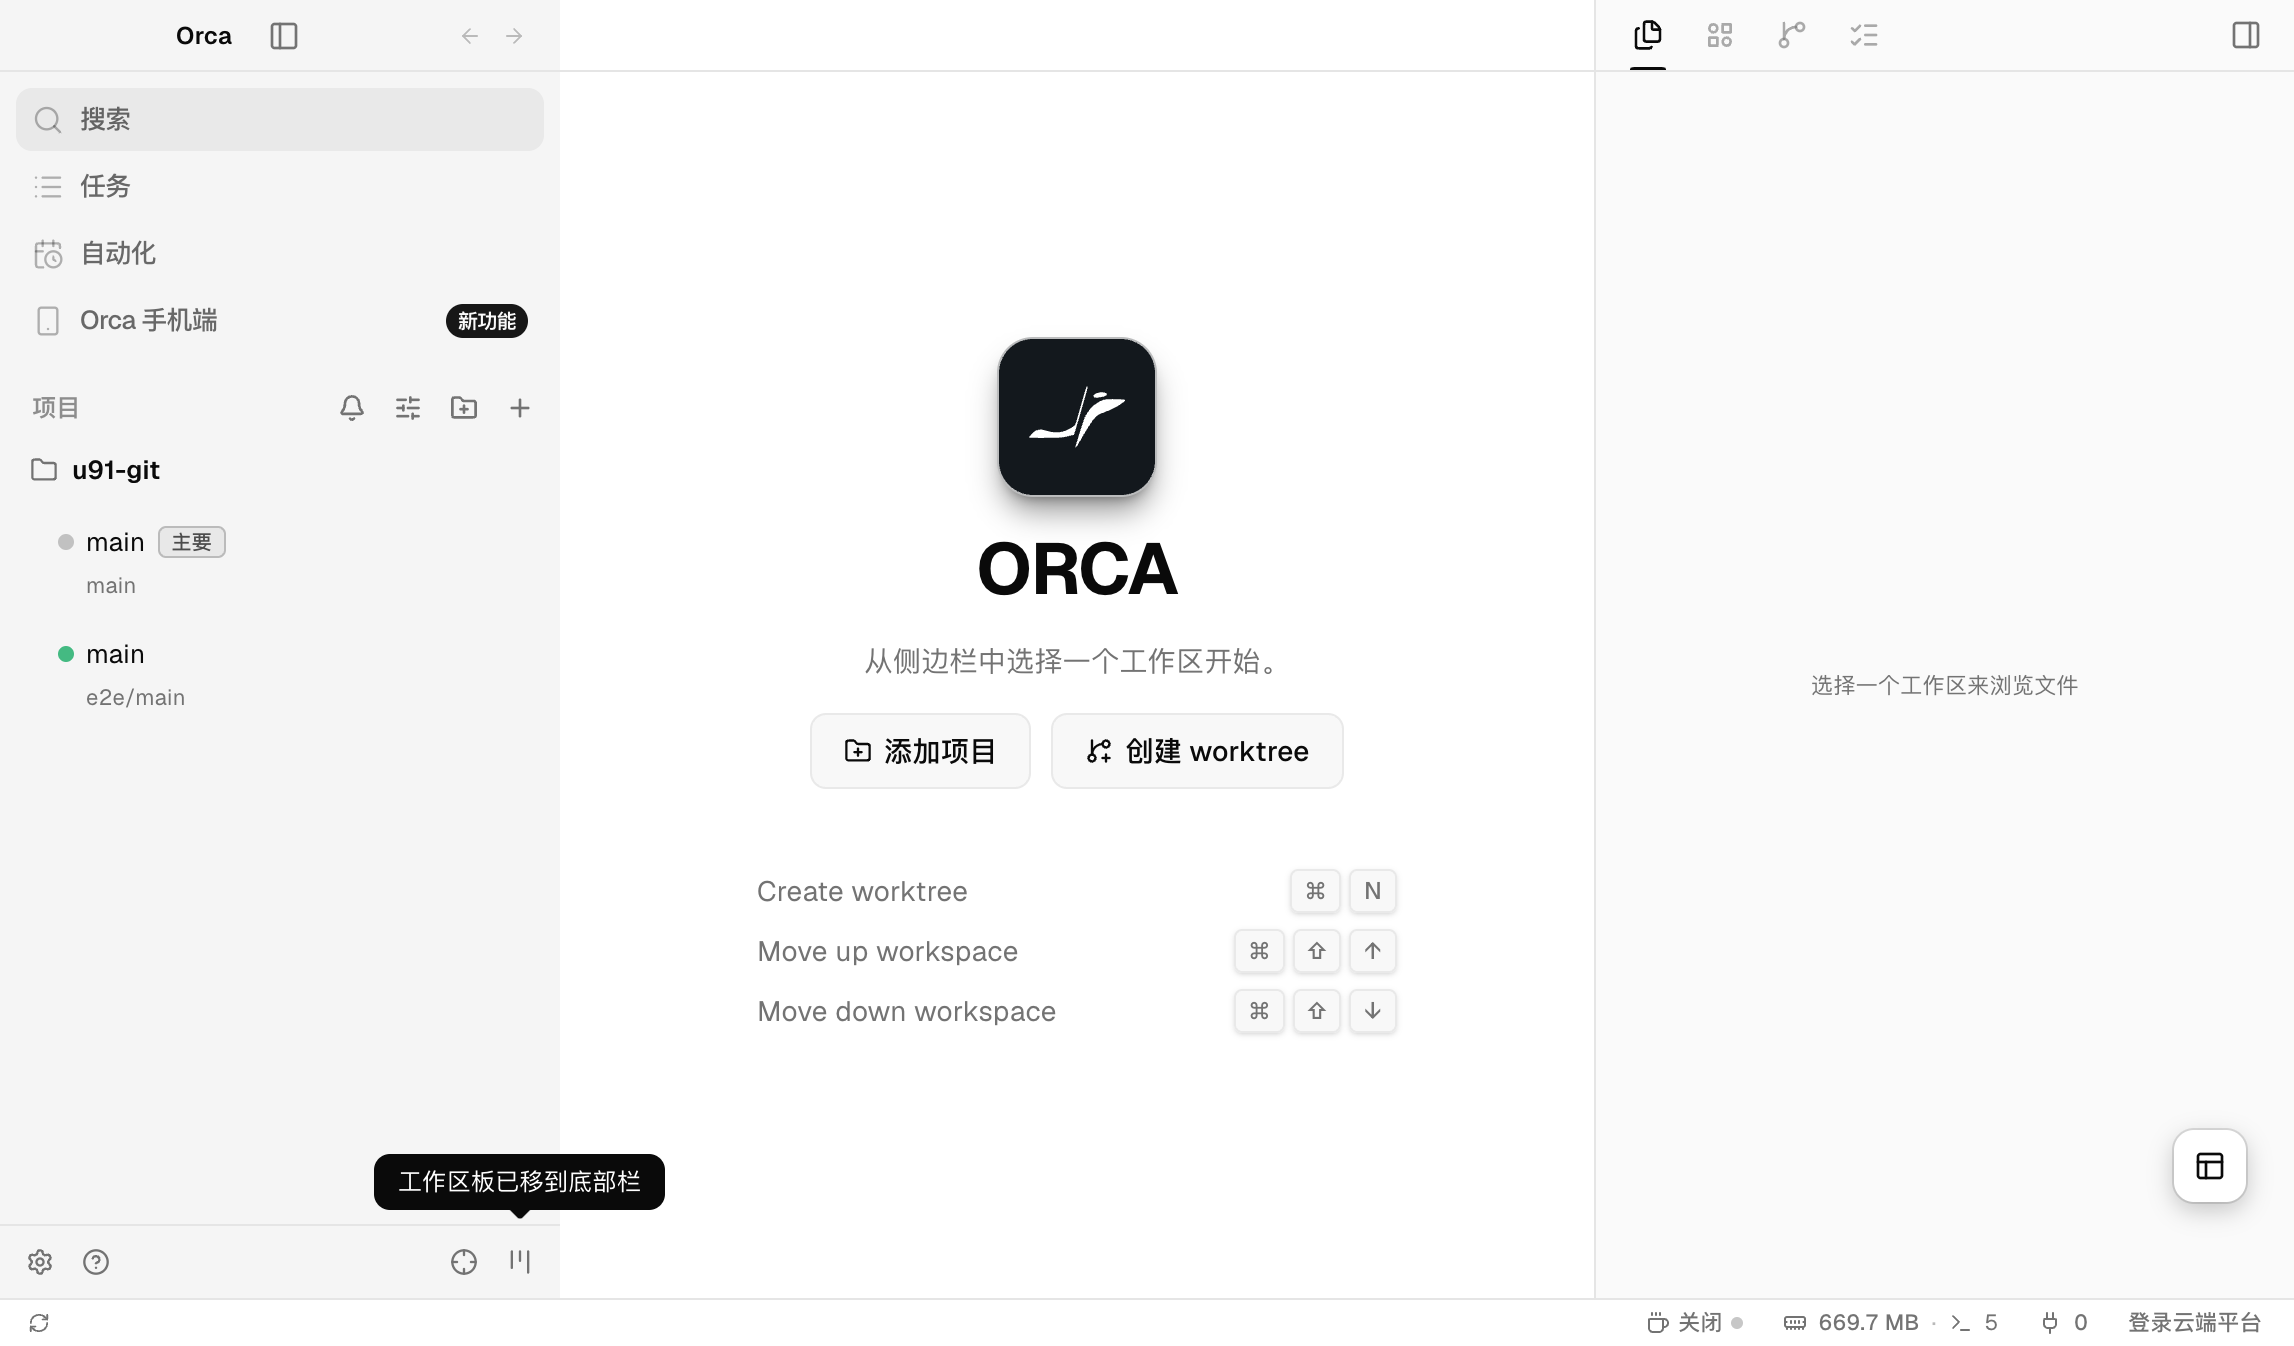 Orca
搜索
任务
自动化
Orca 手机端
新功能
项目
u91-git
main 主要
main
main
e2e/main
工作区板已移到底部栏
ORCA
从侧边栏中选择一个工作区开始。
添加项目
创建 worktree
Create worktree ⌘ N
Move up workspace ⌘ ⇧ ↑
Move down workspace ⌘ ⇧ ↓
选择一个工作区来浏览文件
关闭
669.7 MB · 5
0
登录云端平台